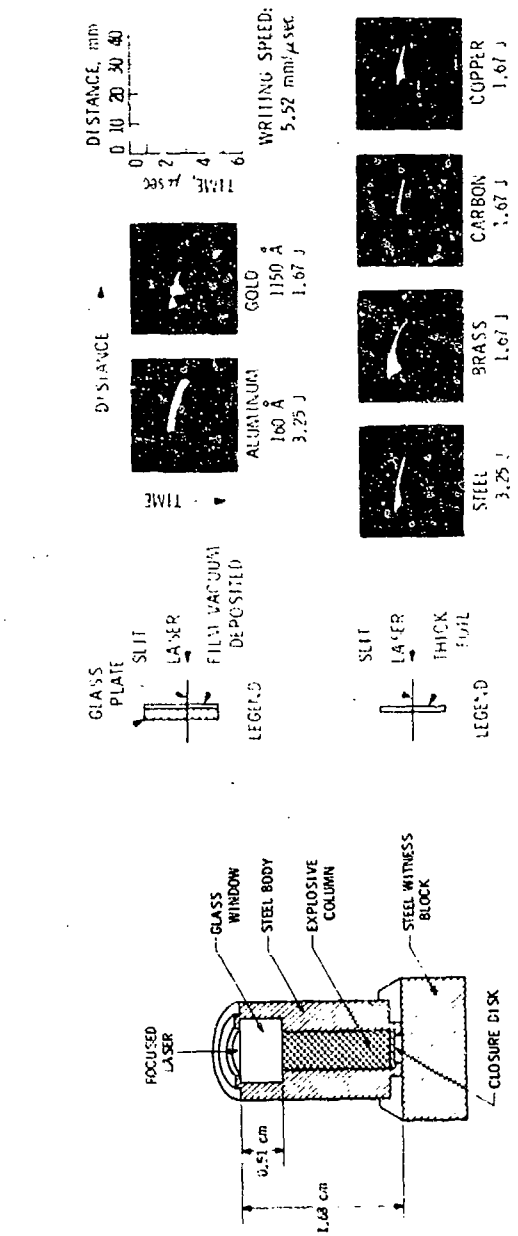 FOCUSED
LASER
GLASS
WINDOW
STEEL BODY
EXPLOSIVE
COLUMN
STEEL WITNESS
BLOCK
CLOSURE DISK
0.51 cm
1.68 cm
GLASS
PLATE
SLIT
LASER
FILM VACUUM
DEPOSITED
LEGEND
SLIT
LASER
THICK
FOIL
LEGEND
DISTANCE
TIME
ALUMINUM
160 Å
3.25 J
GOLD
1150 Å
1.67 J
DISTANCE, mm
0 10 20 30 40
TIME, μsec
2
4
6
WRITING SPEED:
5.52 mm/μsec
STEEL
3.25 J
BRASS
1.67 J
CARBON
1.67 J
COPPER
1.67 J